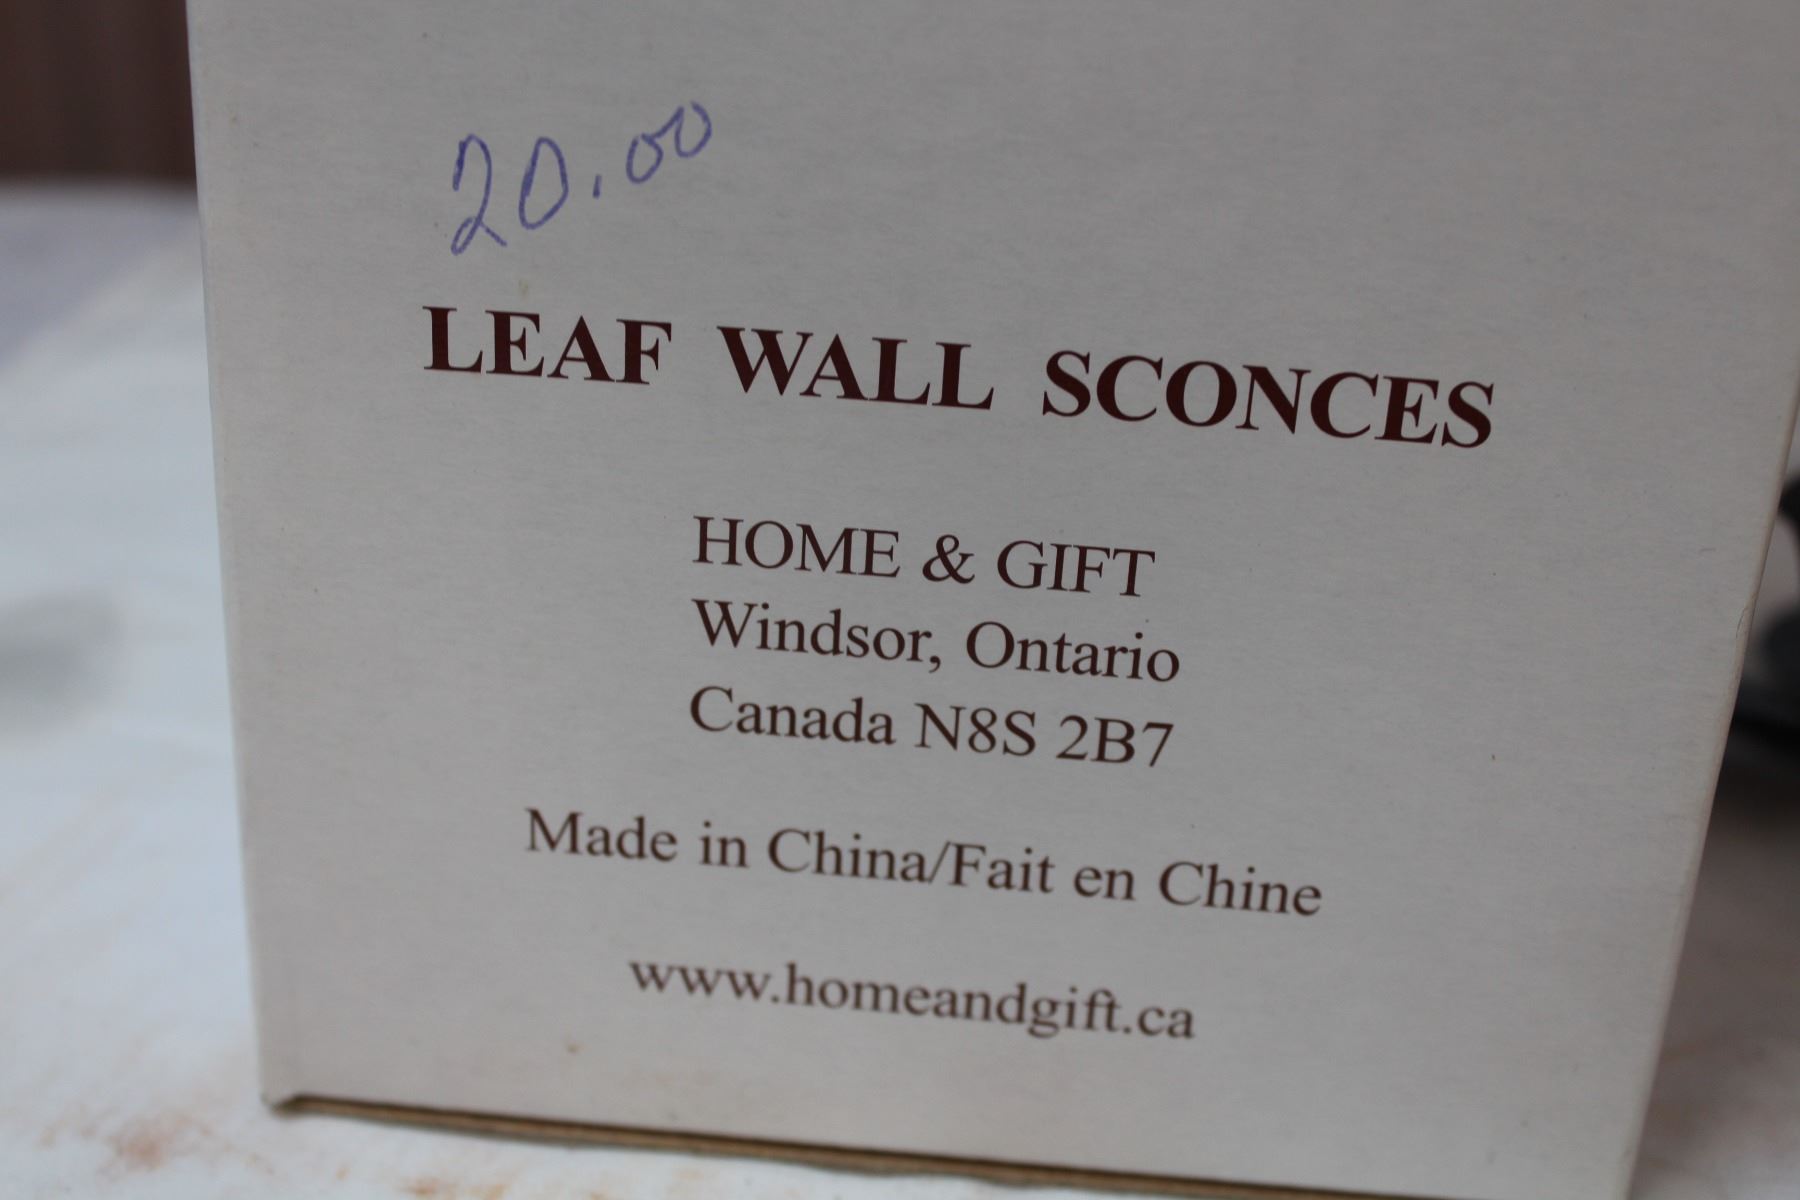 20.00
LEAF WALL SCONCES
HOME & GIFT
Windsor, Ontario
Canada N8S 2B7
Made in China/Fait en Chine
www.homeandgift.ca